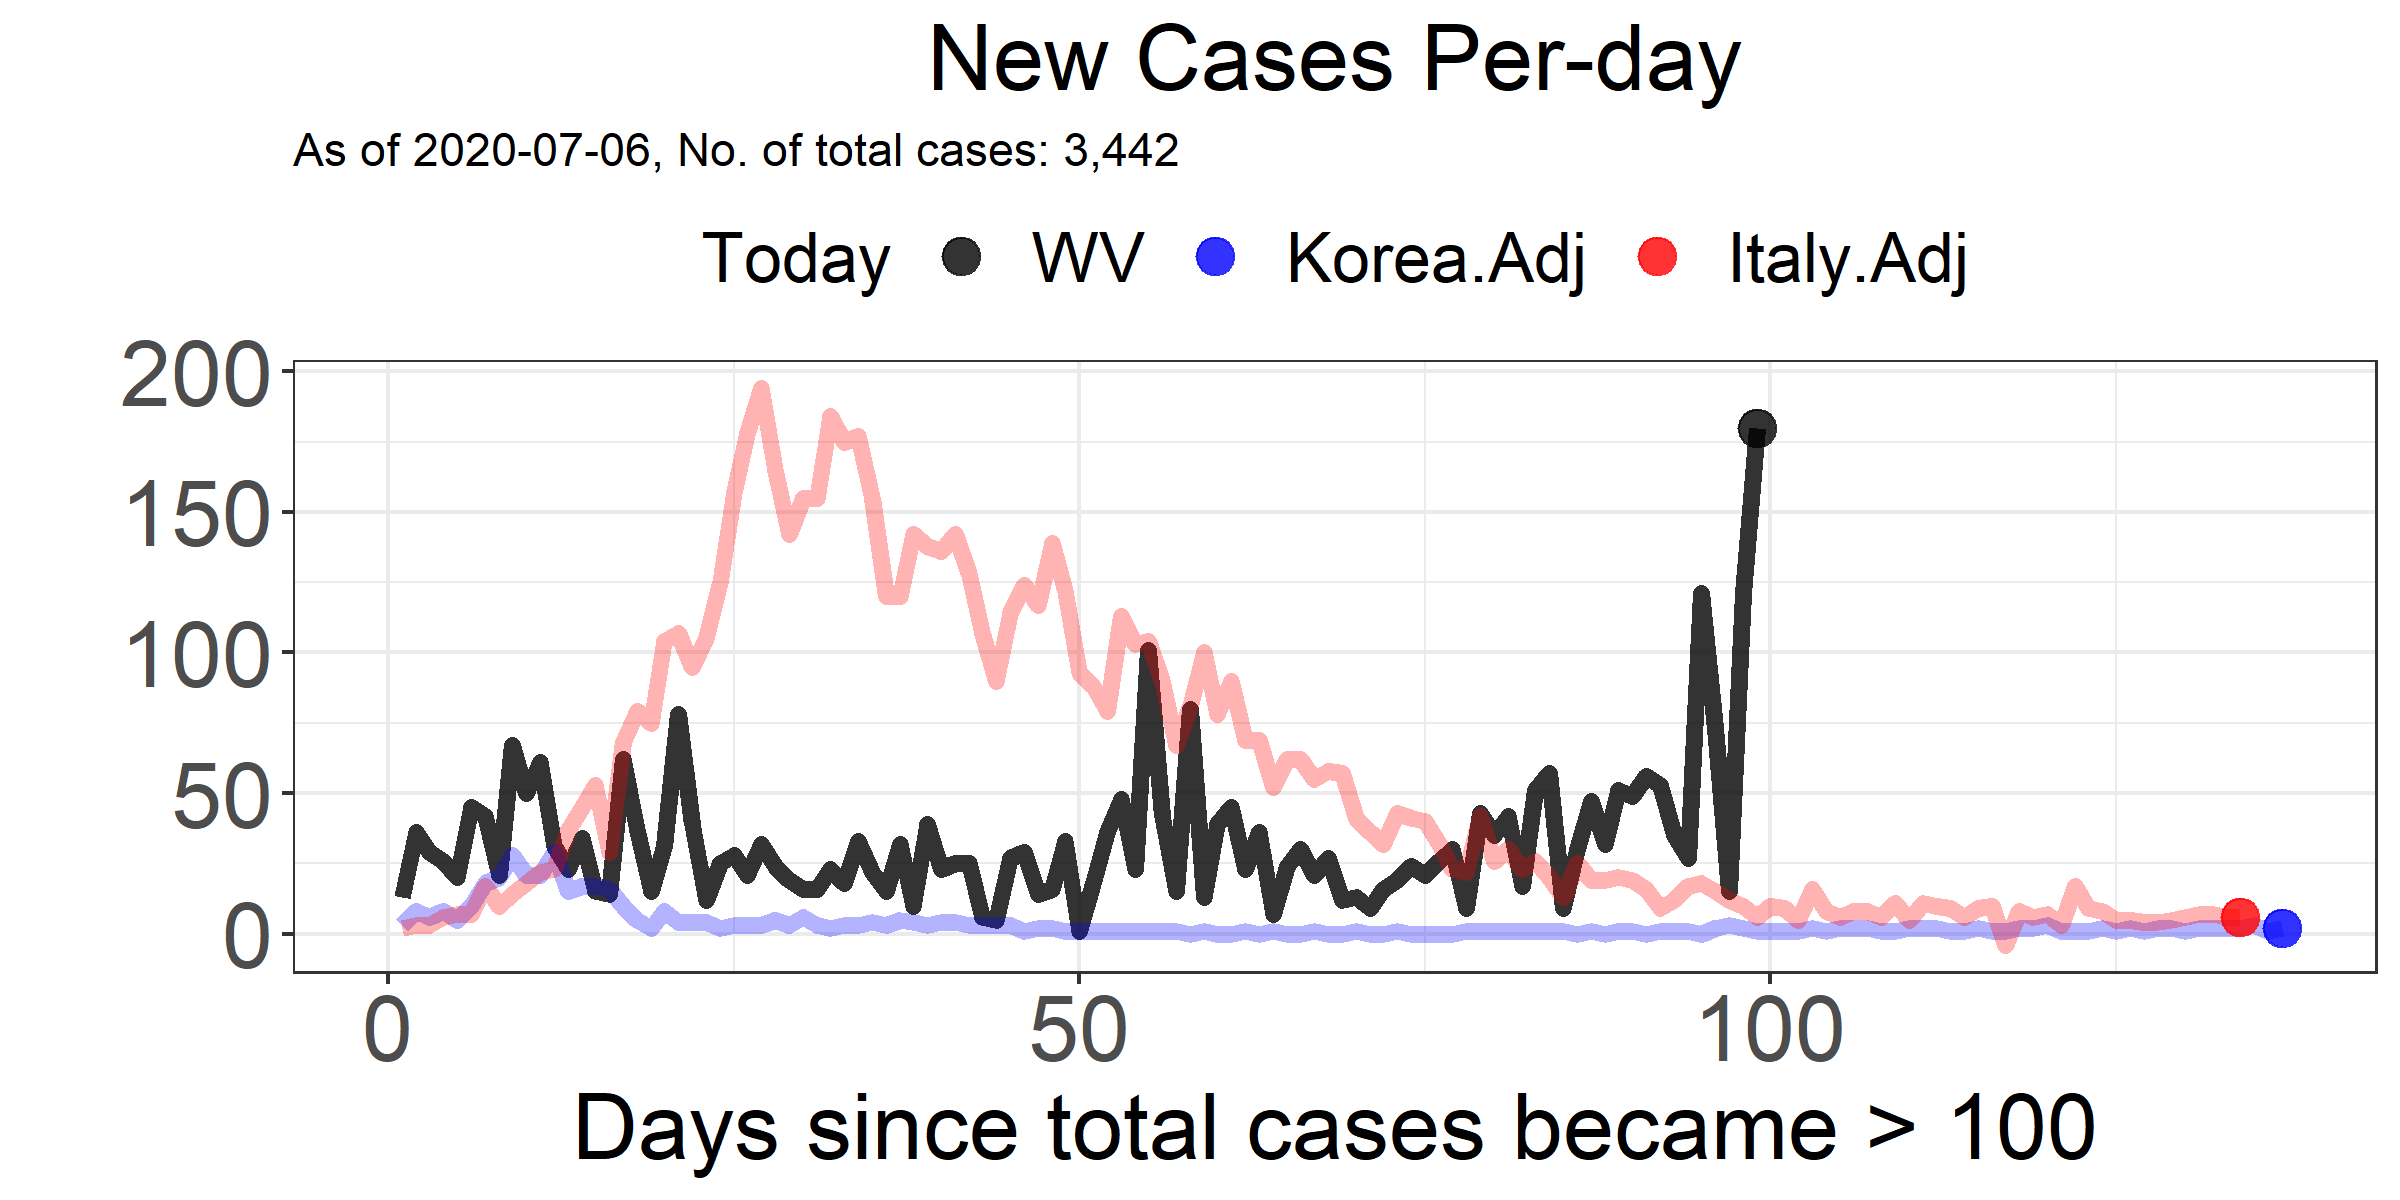 New Cases Per-day
As of 2020-07-06, No. of total cases: 3,442
Today WV Korea.Adj Italy.Adj
200
150
100
50
0
0 50 100
Days since total cases became > 100